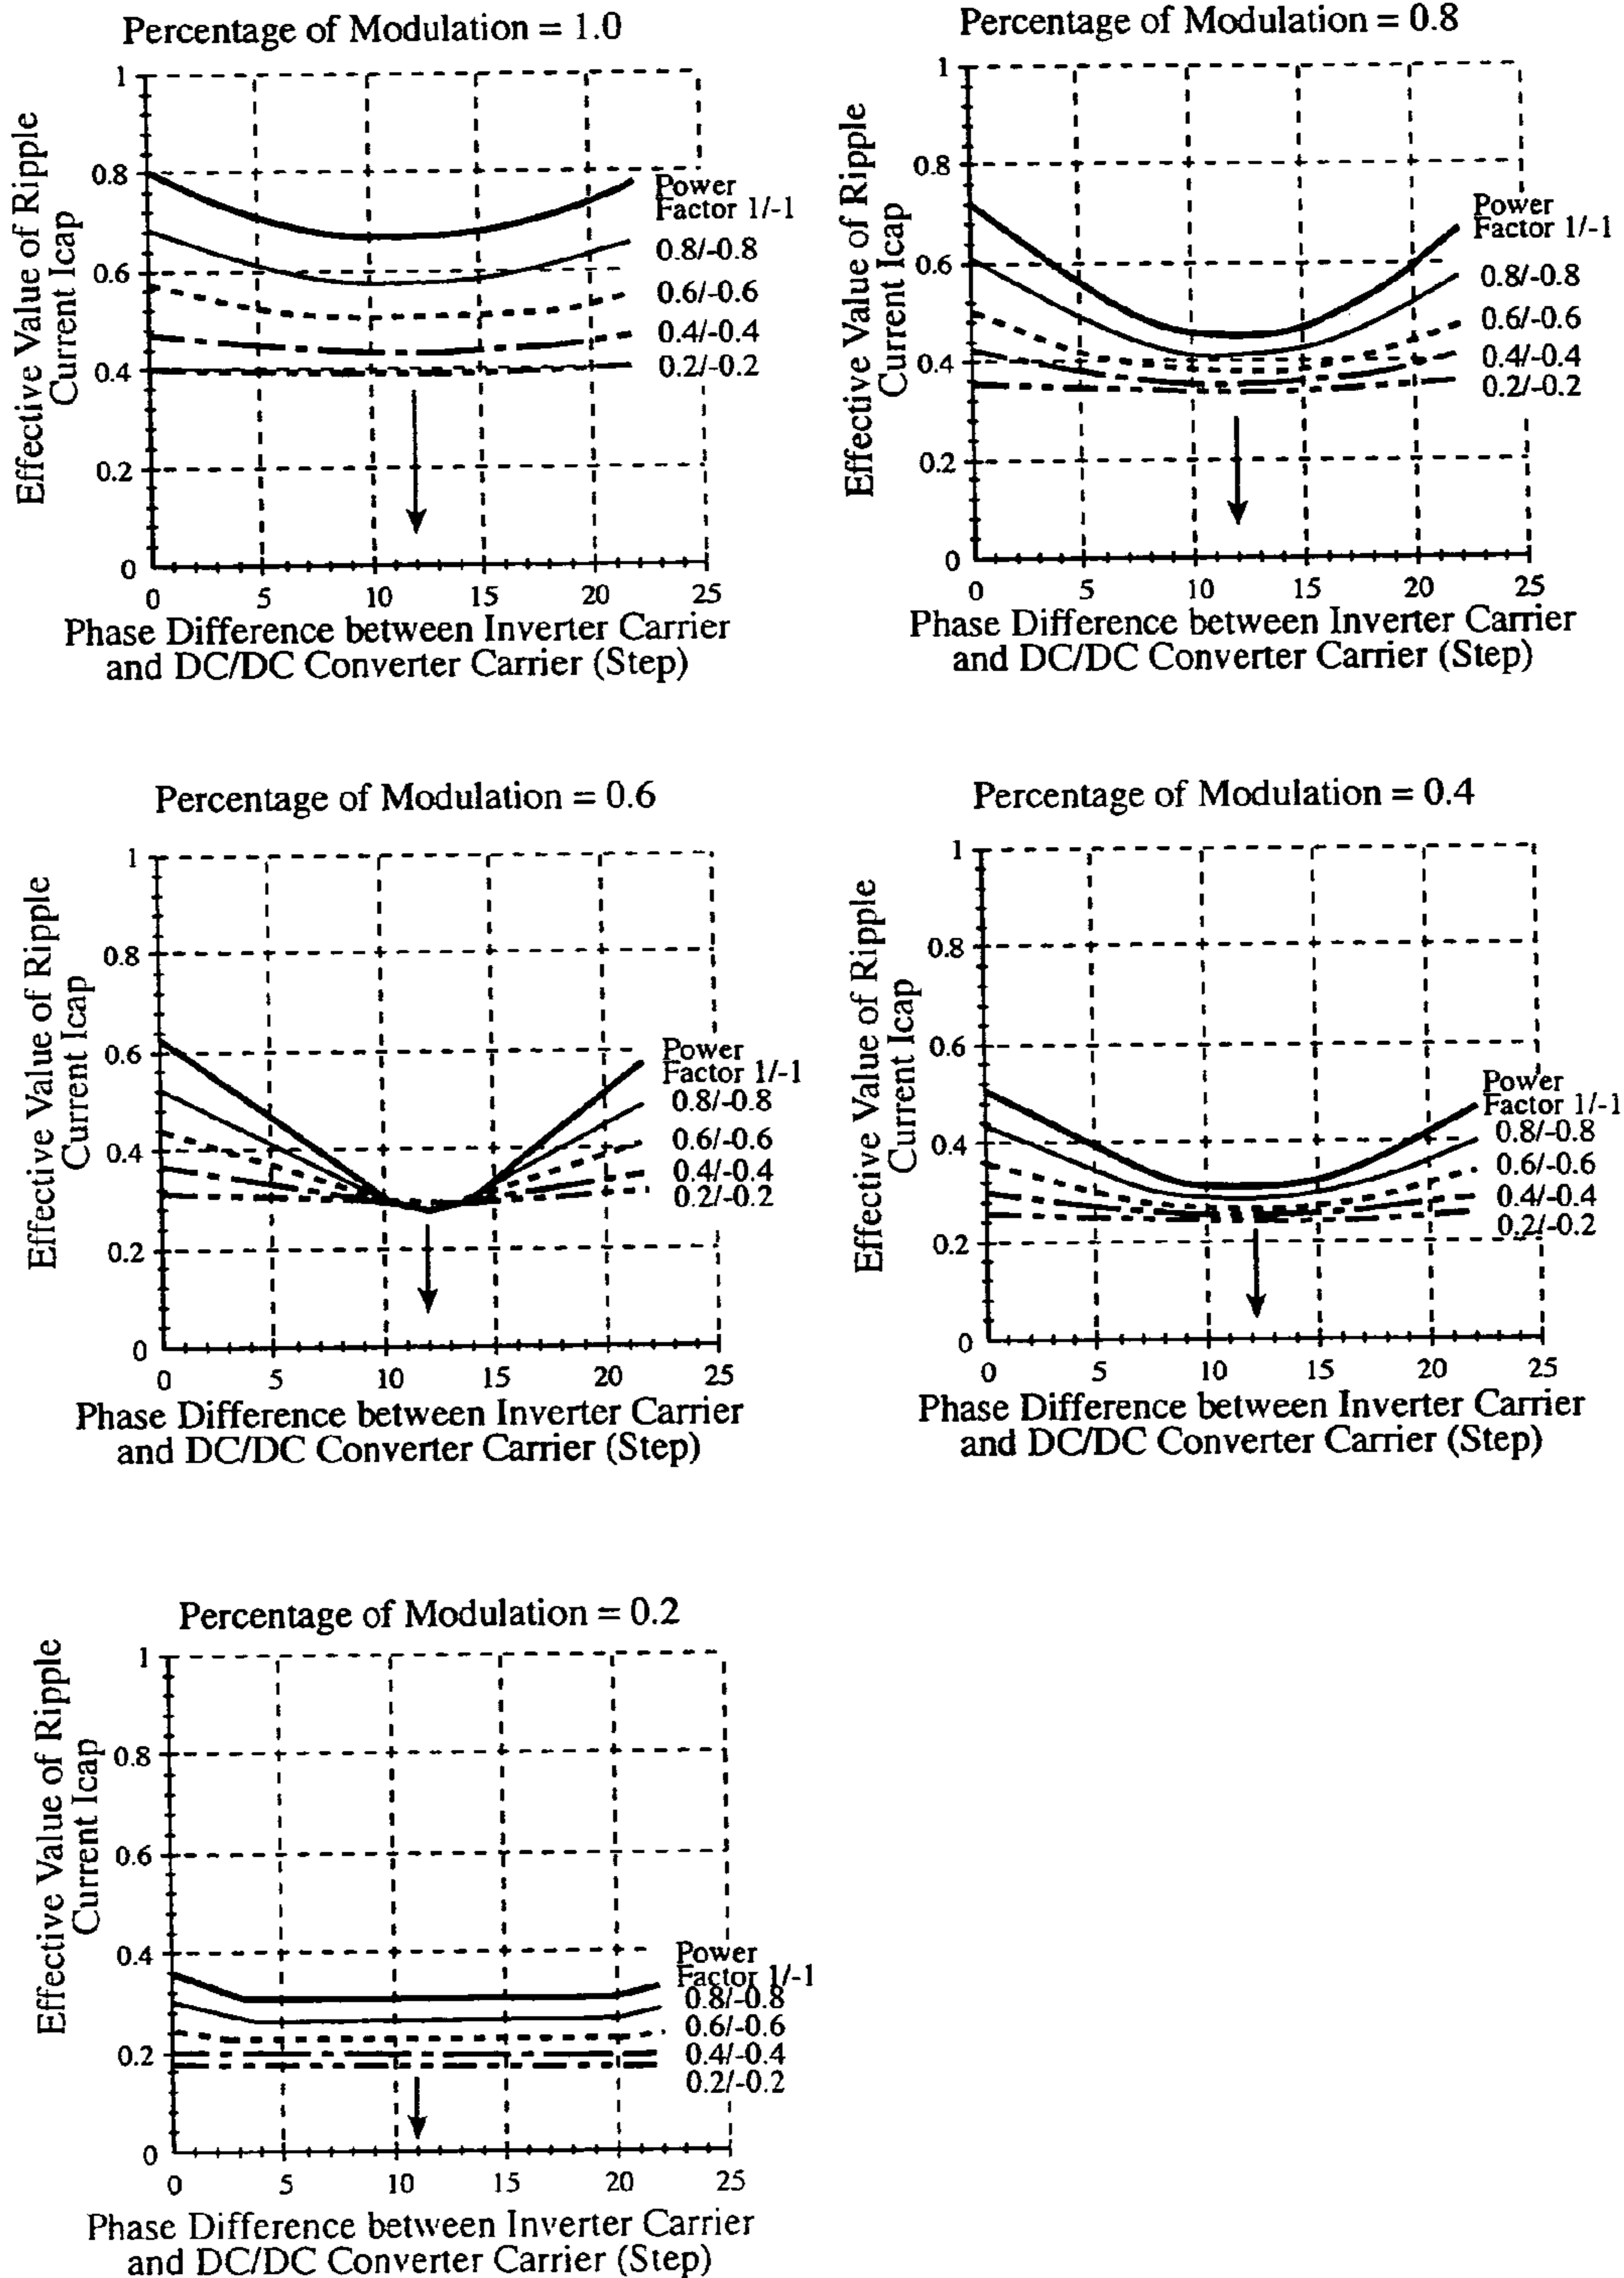 Percentage of Modulation = 1.0
Effective Value of Ripple
Current Icap
1
0.8
0.6
0.4
0.2
0
0 5 10 15 20 25
Power
Factor 1/-1
0.8/-0.8
0.6/-0.6
0.4/-0.4
0.2/-0.2
Phase Difference between Inverter Carrier
and DC/DC Converter Carrier (Step)
Percentage of Modulation = 0.8
Effective Value of Ripple
Current Icap
1
0.8
0.6
0.4
0.2
0
0 5 10 15 20 25
Power
Factor 1/-1
0.8/-0.8
0.6/-0.6
0.4/-0.4
0.2/-0.2
Phase Difference between Inverter Carrier
and DC/DC Converter Carrier (Step)
Percentage of Modulation = 0.6
Effective Value of Ripple
Current Icap
1
0.8
0.6
0.4
0.2
0
0 5 10 15 20 25
Power
Factor 1/-1
0.8/-0.8
0.6/-0.6
0.4/-0.4
0.2/-0.2
Phase Difference between Inverter Carrier
and DC/DC Converter Carrier (Step)
Percentage of Modulation = 0.4
Effective Value of Ripple
Current Icap
1
0.8
0.6
0.4
0.2
0
0 5 10 15 20 25
Power
Factor 1/-1
0.8/-0.8
0.6/-0.6
0.4/-0.4
0.2/-0.2
Phase Difference between Inverter Carrier
and DC/DC Converter Carrier (Step)
Percentage of Modulation = 0.2
Effective Value of Ripple
Current Icap
1
0.8
0.6
0.4
0.2
0
0 5 10 15 20 25
Power
Factor 1/-1
0.8/-0.8
0.6/-0.6
0.4/-0.4
0.2/-0.2
Phase Difference between Inverter Carrier
and DC/DC Converter Carrier (Step)